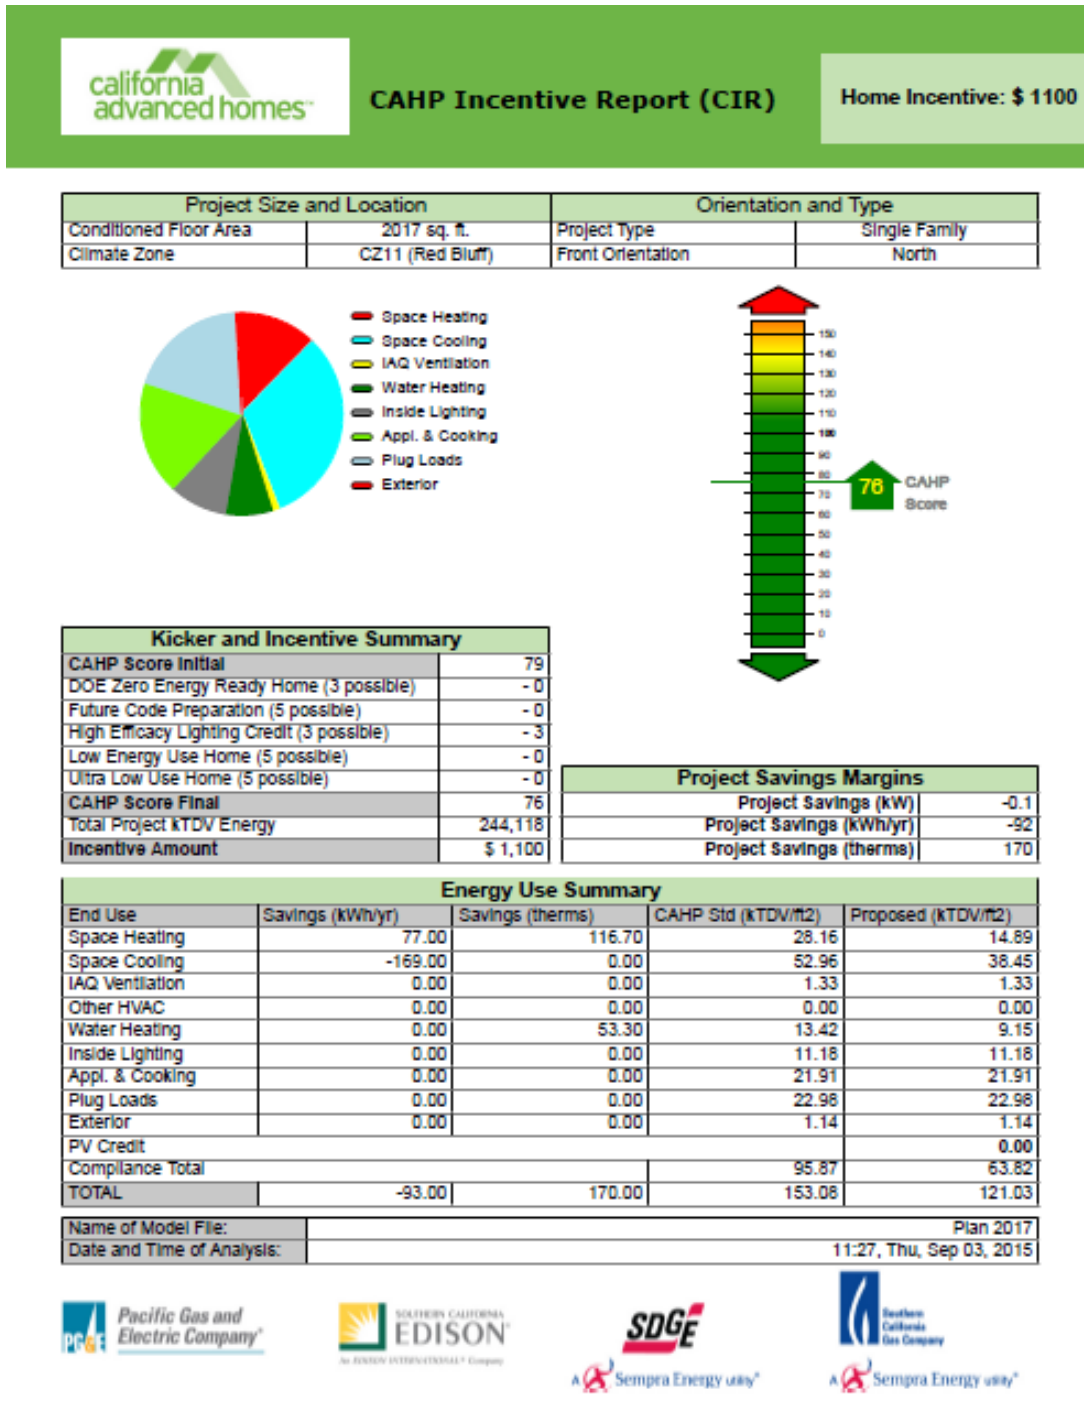 california
advanced homes™
CAHP Incentive Report (CIR)
Home Incentive: $ 1100
Project Size and Location
Orientation and Type
Conditioned Floor Area 2017 sq. ft. Project Type Single Family
Climate Zone CZ11 (Red Bluff) Front Orientation North
Space Heating
Space Cooling
IAQ Ventilation
Water Heating
Inside Lighting
Appl. & Cooking
Plug Loads
Exterior
150
140
130
120
110
100
90
80
70
60
50
40
30
20
10
0
76
CAHP
Score
Kicker and Incentive Summary
CAHP Score Initial 79
DOE Zero Energy Ready Home (3 possible) - 0
Future Code Preparation (5 possible) - 0
High Efficacy Lighting Credit (3 possible) - 3
Low Energy Use Home (5 possible) - 0
Ultra Low Use Home (5 possible) - 0
CAHP Score Final 76
Total Project kTDV Energy 244,118
Incentive Amount $ 1,100
Project Savings Margins
Project Savings (kW) -0.1
Project Savings (kWh/yr) -92
Project Savings (therms) 170
Energy Use Summary
End Use Savings (kWh/yr) Savings (therms) CAHP Std (kTDV/ft2) Proposed (kTDV/ft2)
Space Heating 77.00 116.70 28.16 14.89
Space Cooling -169.00 0.00 52.96 38.45
IAQ Ventilation 0.00 0.00 1.33 1.33
Other HVAC 0.00 0.00 0.00 0.00
Water Heating 0.00 53.30 13.42 9.15
Inside Lighting 0.00 0.00 11.18 11.18
Appl. & Cooking 0.00 0.00 21.91 21.91
Plug Loads 0.00 0.00 22.98 22.98
Exterior 0.00 0.00 1.14 1.14
PV Credit 0.00
Compliance Total 95.87 63.82
TOTAL -93.00 170.00 153.08 121.03
Name of Model File: Plan 2017
Date and Time of Analysis: 11:27, Thu, Sep 03, 2015
PG&E
Pacific Gas and
Electric Company®
SOUTHERN CALIFORNIA
EDISON®
An EDISON INTERNATIONAL® Company
SDGE
A Sempra Energy utility®
Southern
California
Gas Company
A Sempra Energy utility®